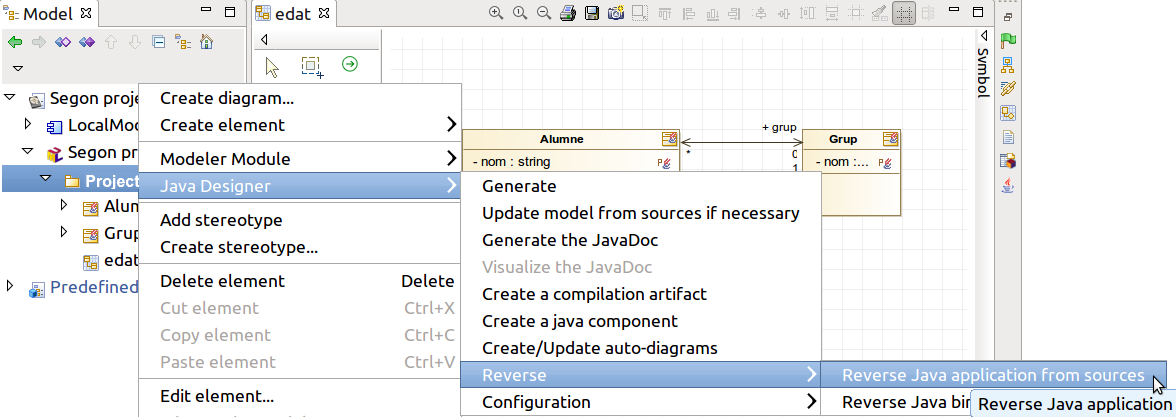 Model
edat
Segon proje
LocalMod
Segon pr
Project
Alum
Grup
edat
Predefined
Create diagram...
Create element
Modeler Module
Java Designer
Add stereotype
Create stereotype...
Delete element Delete
Cut element Ctrl+X
Copy element Ctrl+C
Paste element Ctrl+V
Edit element...
Alumne
- nom : string
*
+ grup
0
1
Grup
- nom :...
Symbol
Generate
Update model from sources if necessary
Generate the JavaDoc
Visualize the JavaDoc
Create a compilation artifact
Create a java component
Create/Update auto-diagrams
Reverse
Configuration
Reverse Java application from sources
Reverse Java bin
Reverse Java application